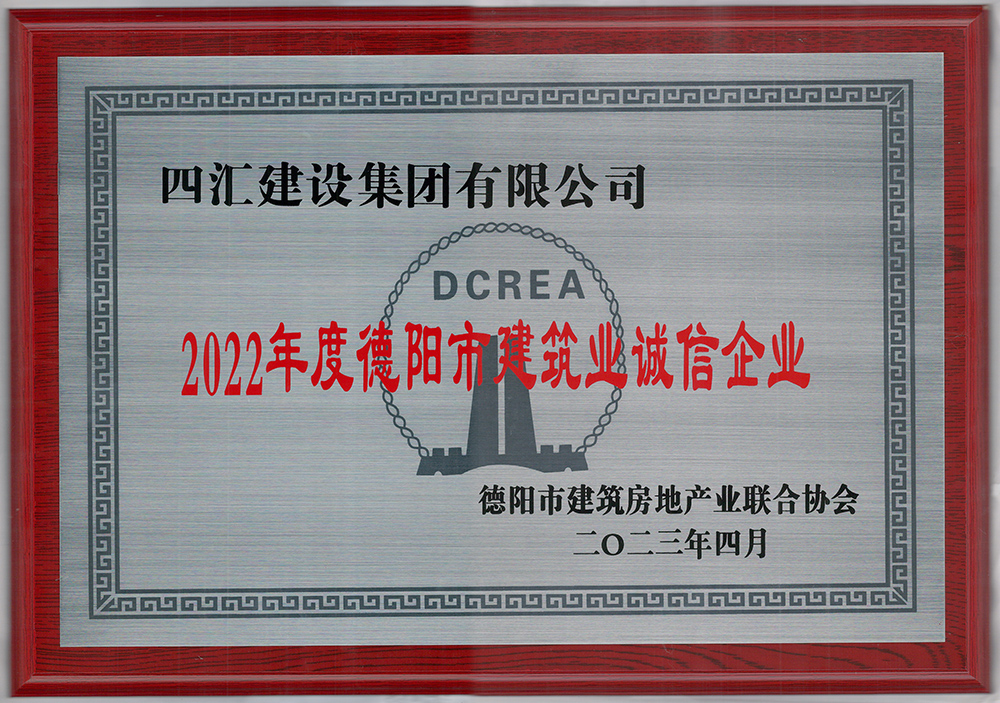 四汇建设集团有限公司
DCREA
2022年度德阳市建筑业诚信企业
德阳市建筑房地产业联合协会
二〇二三年四月